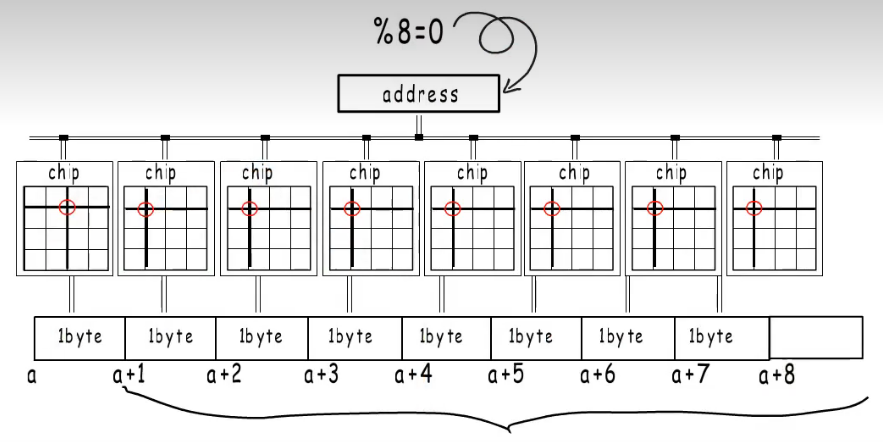 %8=0
address
chip chip chip chip chip chip chip chip
1byte 1byte 1byte 1byte 1byte 1byte 1byte 1byte
a a+1 a+2 a+3 a+4 a+5 a+6 a+7 a+8